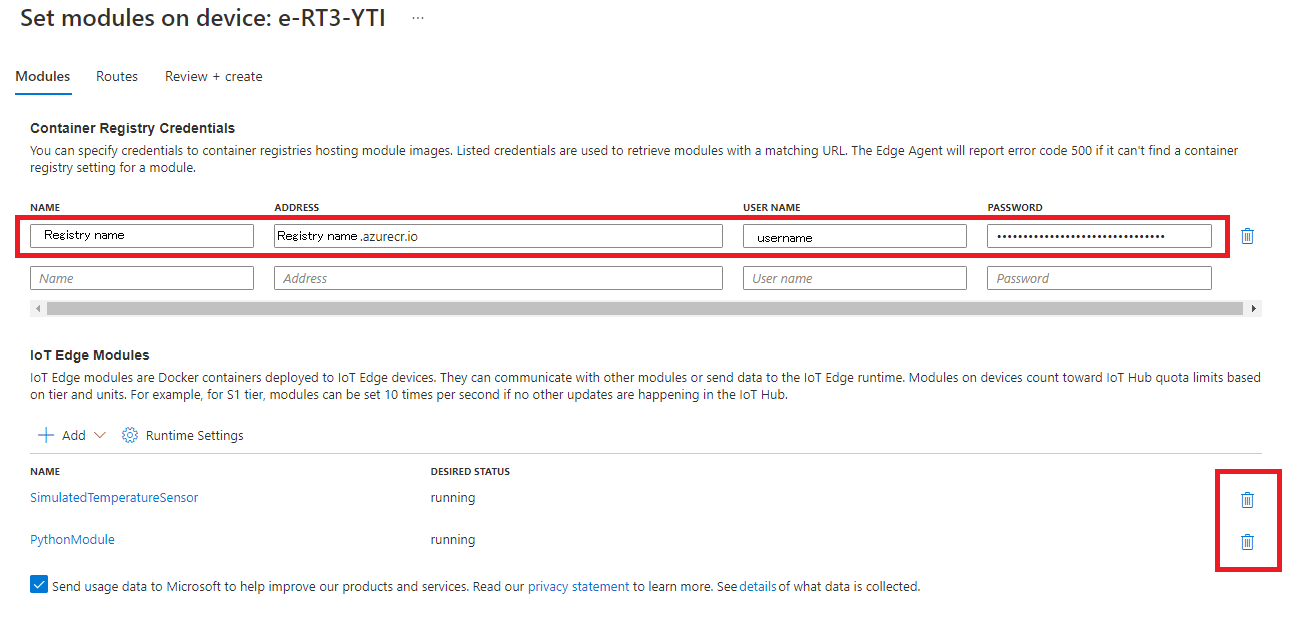 Set modules on device: e-RT3-YTI ...
Modules Routes Review + create
Container Registry Credentials
You can specify credentials to container registries hosting module images. Listed credentials are used to retrieve modules with a matching URL. The Edge Agent will report error code 500 if it can't find a container
registry setting for a module.
NAME ADDRESS USER NAME PASSWORD
Registry name Registry name .azurecr.io username ••••••••••••••••••••••••••••••••
Name Address User name Password
IoT Edge Modules
IoT Edge modules are Docker containers deployed to IoT Edge devices. They can communicate with other modules or send data to the IoT Edge runtime. Modules on devices count toward IoT Hub quota limits based
on tier and units. For example, for S1 tier, modules can be set 10 times per second if no other updates are happening in the IoT Hub.
Add Runtime Settings
NAME DESIRED STATUS
SimulatedTemperatureSensor running
PythonModule running
Send usage data to Microsoft to help improve our products and services. Read our privacy statement to learn more. See details of what data is collected.